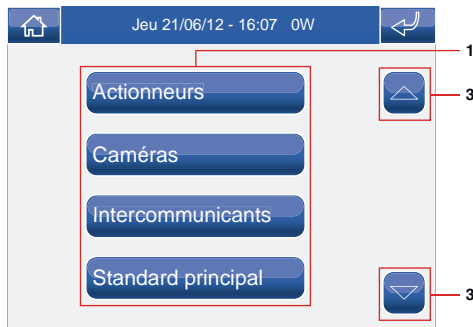 Jeu 21/06/12 - 16:07 0W
1
Actionneurs
3
Caméras
Intercommunicants
Standard principal
3